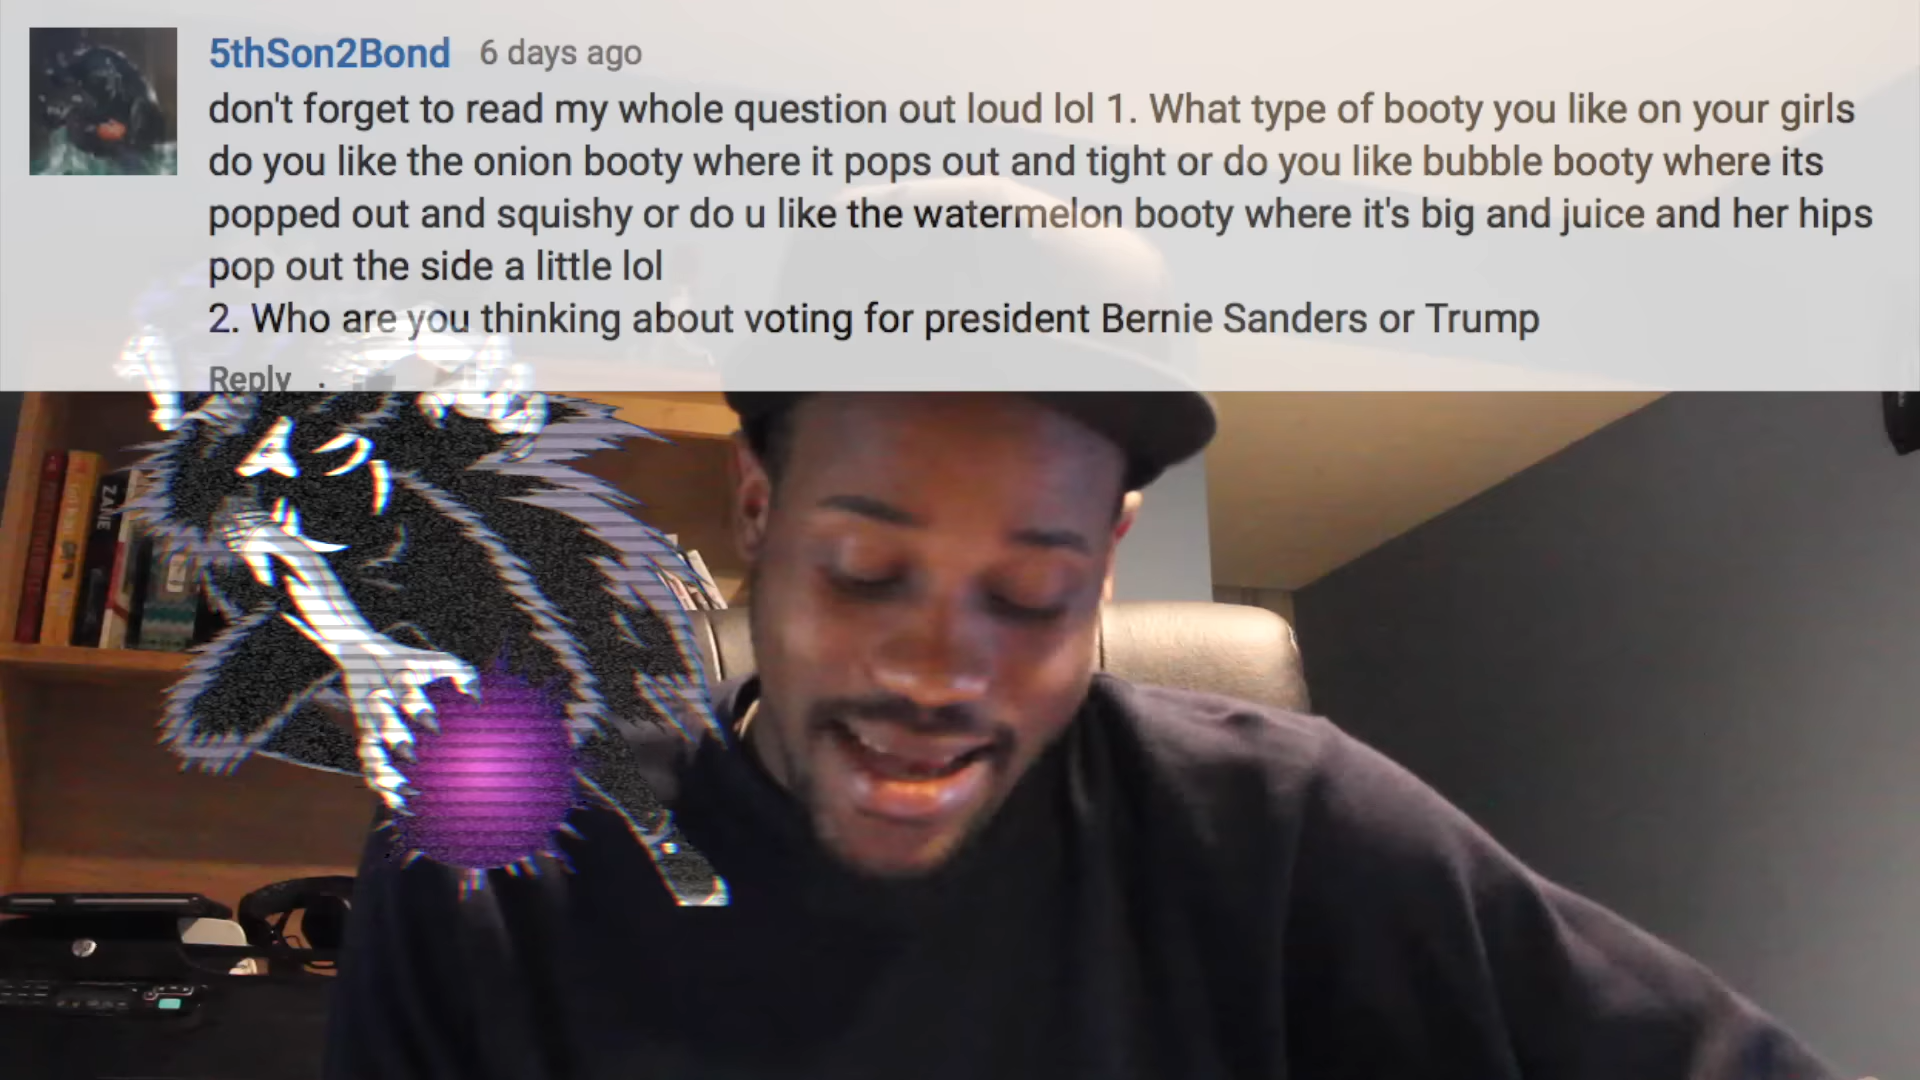 5thSon2Bond 6 days ago
don't forget to read my whole question out loud lol 1. What type of booty you like on your girls
do you like the onion booty where it pops out and tight or do you like bubble booty where its
popped out and squishy or do u like the watermelon booty where it's big and juice and her hips
pop out the side a little lol
2. Who are you thinking about voting for president Bernie Sanders or Trump
Reply
ZANE
hp